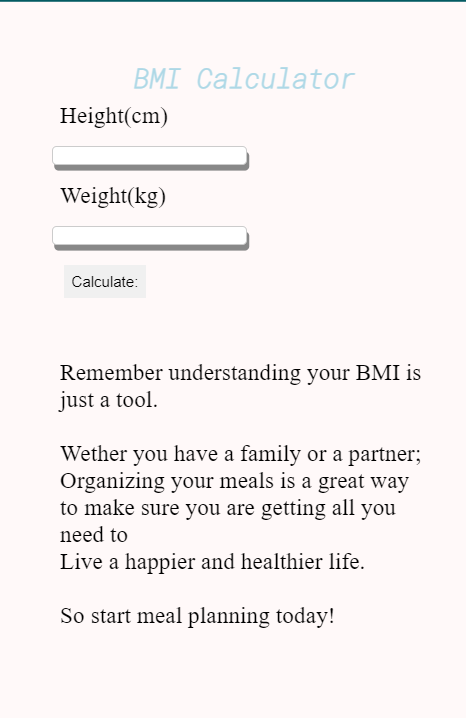 BMI Calculator
Height(cm)
Weight(kg)
Calculate:
Remember understanding your BMI is
just a tool.
Wether you have a family or a partner;
Organizing your meals is a great way
to make sure you are getting all you
need to
Live a happier and healthier life.
So start meal planning today!